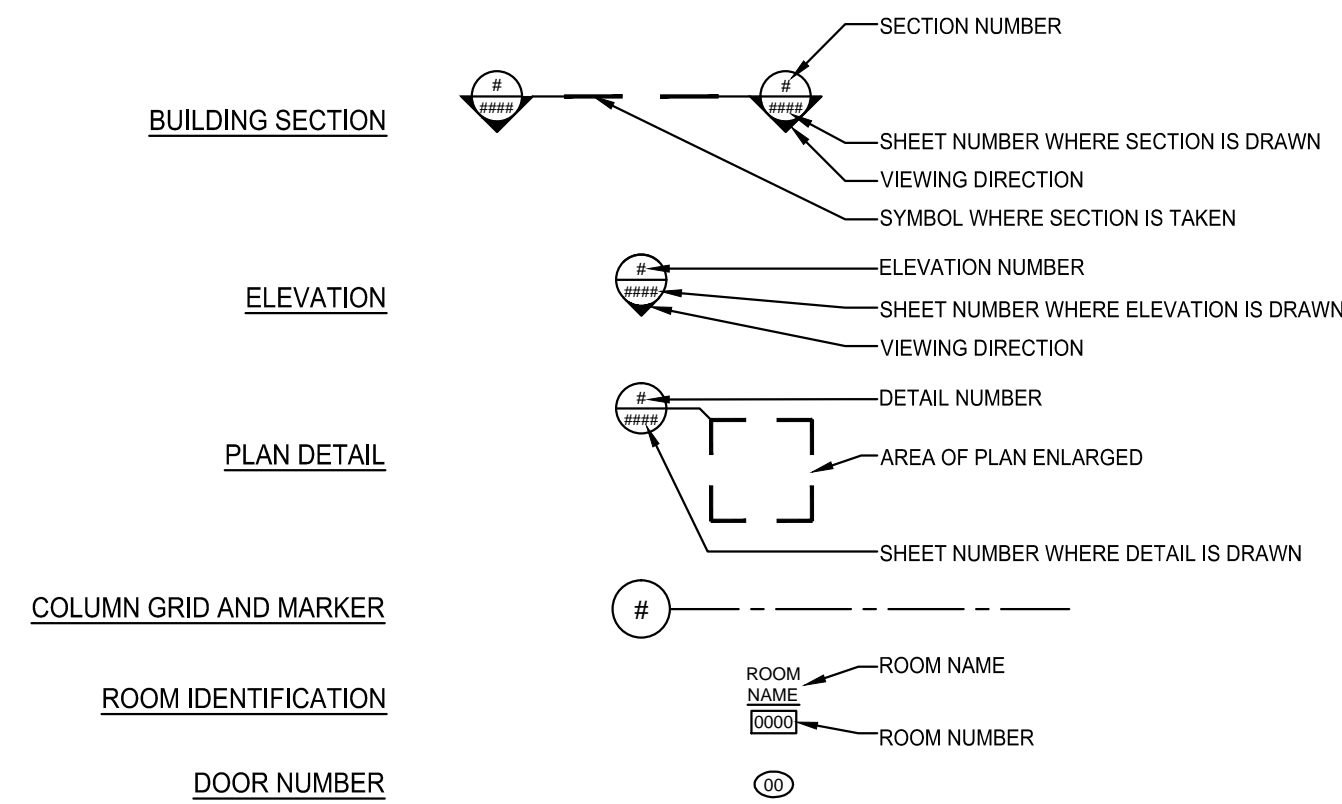 SECTION NUMBER
# #
BUILDING SECTION #### ####
SHEET NUMBER WHERE SECTION IS DRAWN
VIEWING DIRECTION
SYMBOL WHERE SECTION IS TAKEN
ELEVATION
#
ELEVATION NUMBER
####
SHEET NUMBER WHERE ELEVATION IS DRAWN
VIEWING DIRECTION
PLAN DETAIL
#
DETAIL NUMBER
####
AREA OF PLAN ENLARGED
SHEET NUMBER WHERE DETAIL IS DRAWN
COLUMN GRID AND MARKER
#
ROOM IDENTIFICATION
ROOM
NAME
ROOM NAME
0000
ROOM NUMBER
DOOR NUMBER
00